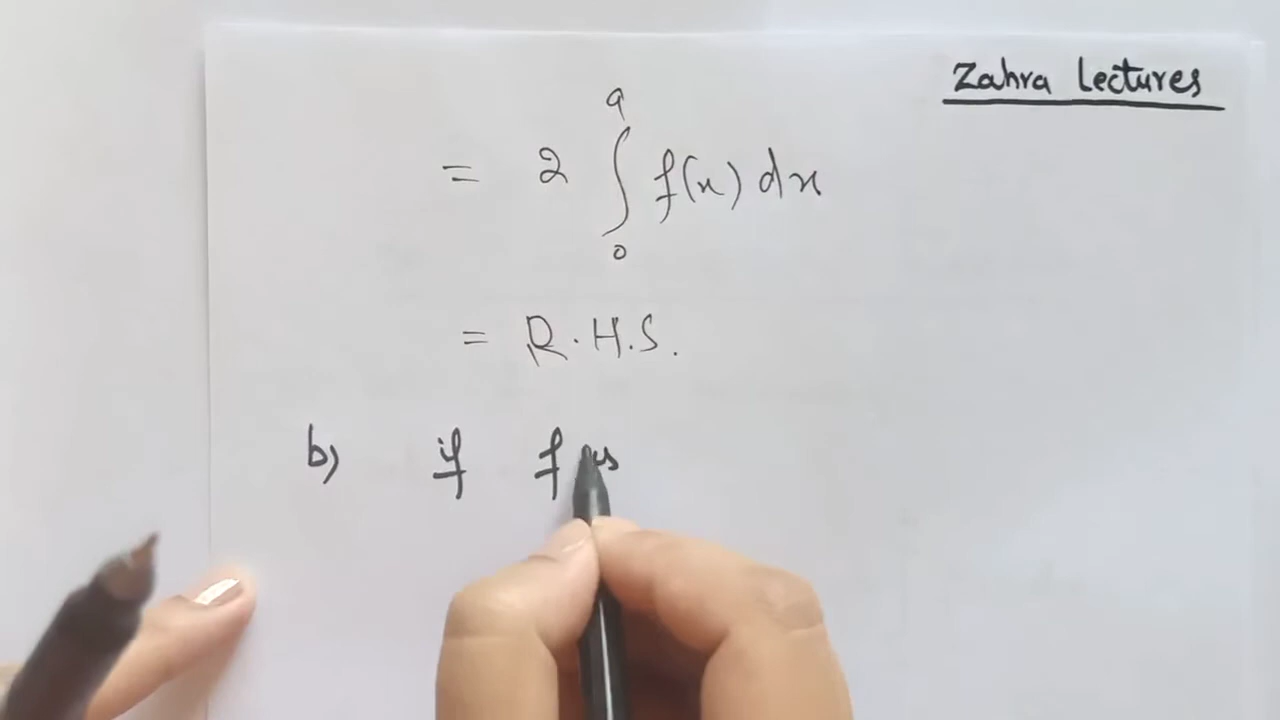 Zahra Lectures
= 2 ∫₀ᵃ f(x) dx
= R.H.S.
b) if f is